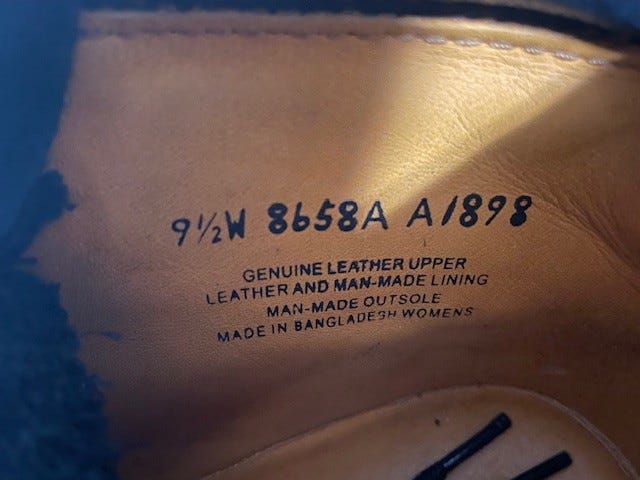 9½W 8658A A1898
GENUINE LEATHER UPPER
LEATHER AND MAN-MADE LINING
MAN-MADE OUTSOLE
MADE IN BANGLADESH WOMENS